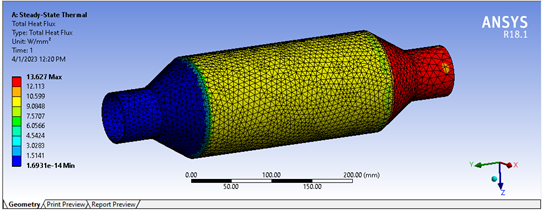 A: Steady-State Thermal
Total Heat Flux
Type: Total Heat Flux
Unit: W/mm²
Time: 1
4/1/2023 12:20 PM
13.627 Max
12.113
10.599
9.0848
7.5707
6.0566
4.5424
3.0283
1.5141
1.6931e-14 Min
ANSYS
R18.1
0.00
100.00
200.00 (mm)
50.00
150.00
Y
X
Z
Geometry
Print Preview
Report Preview